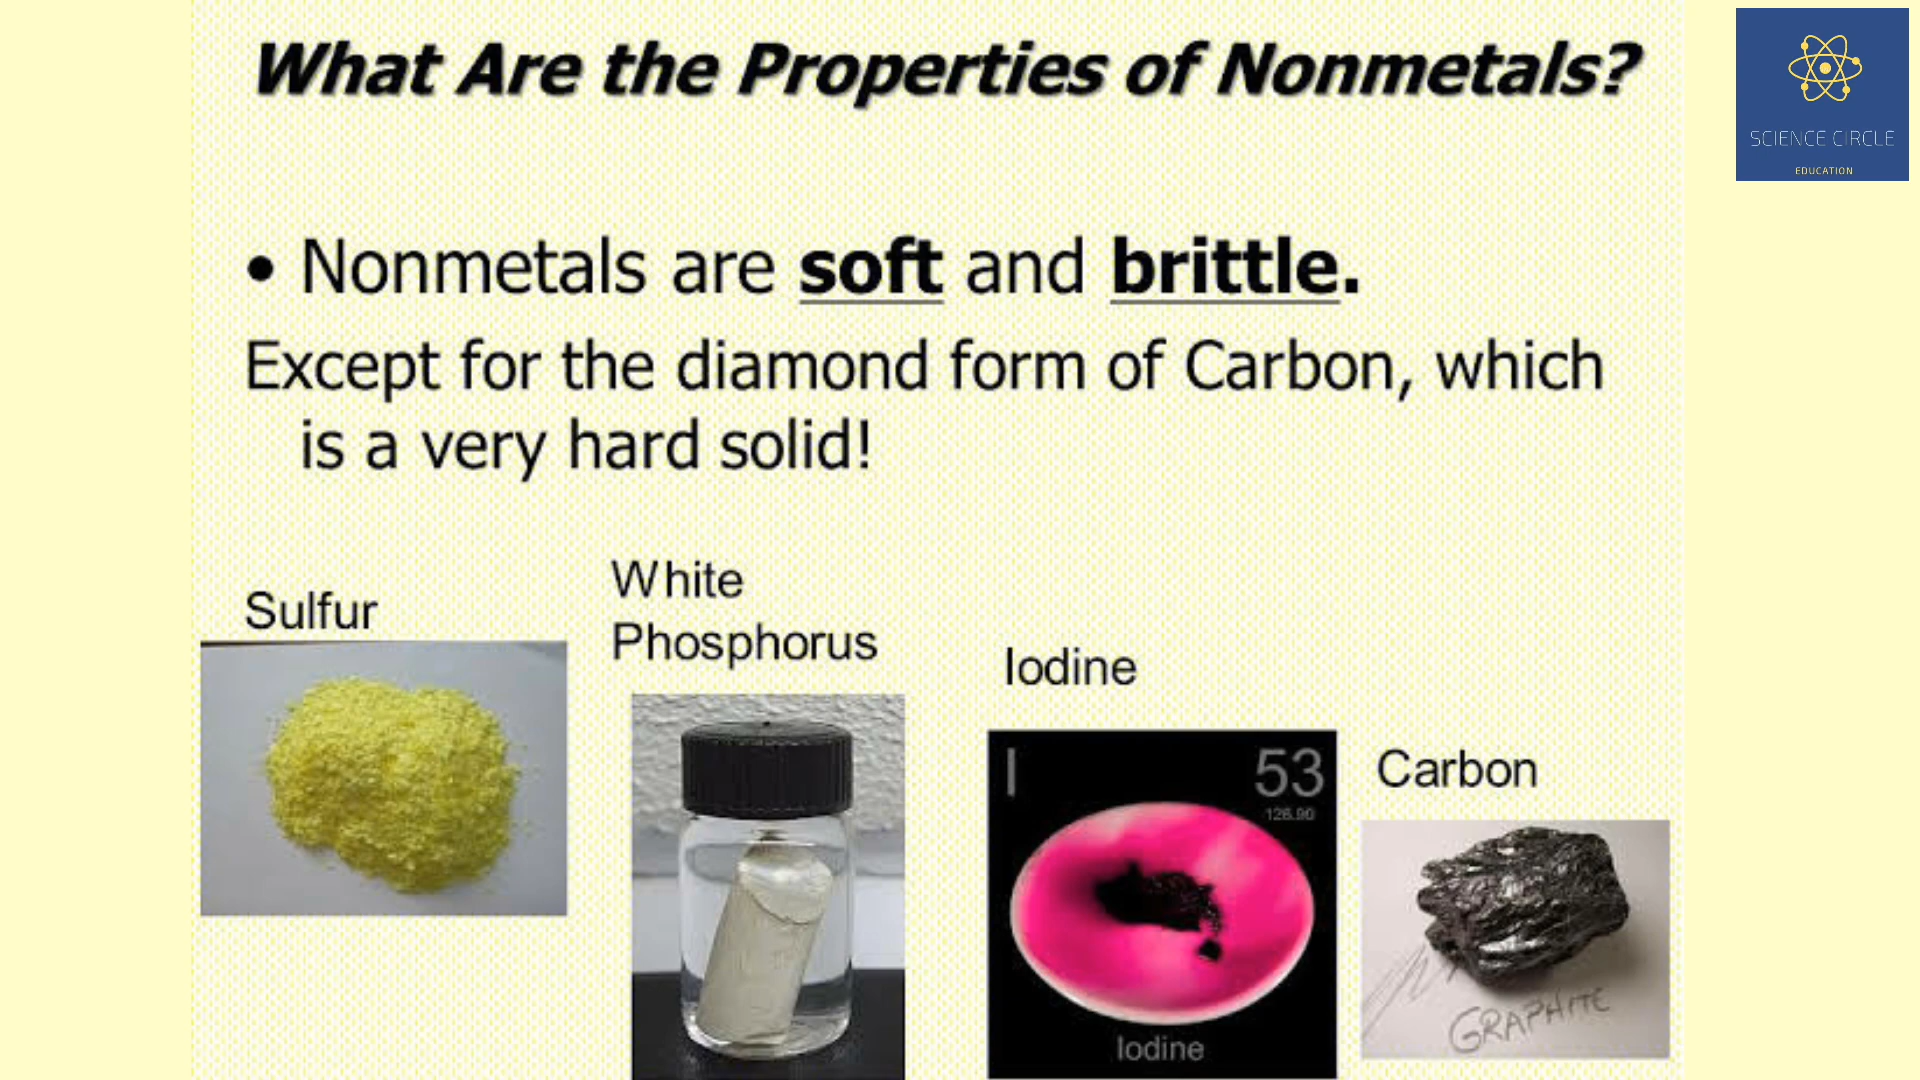 What Are the Properties of Nonmetals?
SCIENCE CIRCLE
EDUCATION
• Nonmetals are soft and brittle.
Except for the diamond form of Carbon, which
is a very hard solid!
Sulfur
White
Phosphorus
Iodine
Carbon
I 53
126.90
Iodine
GRAPHITE